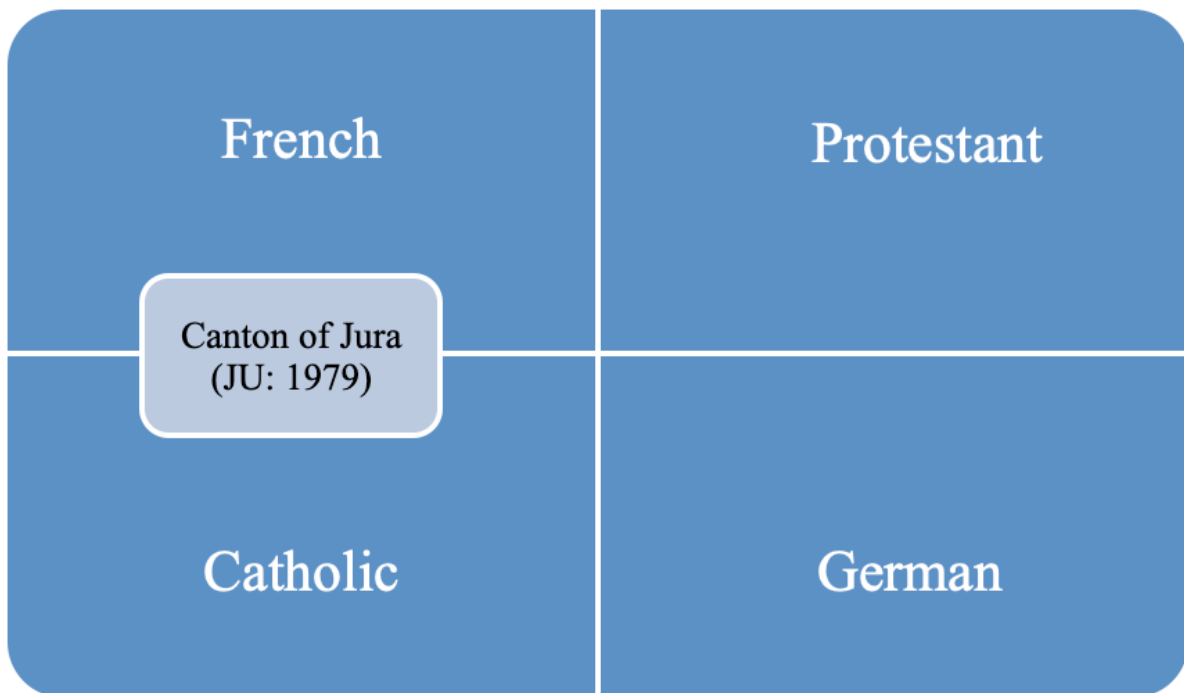 French
Protestant
Canton of Jura
(JU: 1979)
Catholic
German